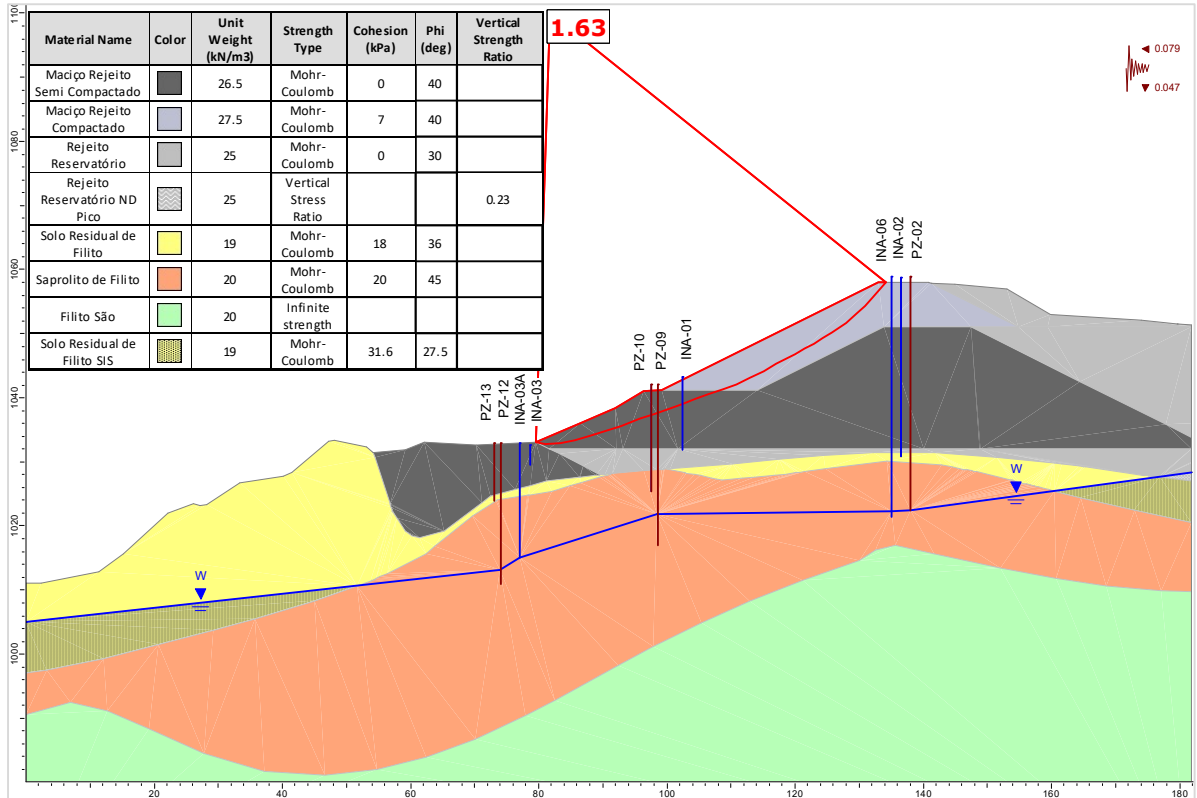 1.63
0.079
0.047
Material Name Color Unit Weight (kN/m3) Strength Type Cohesion (kPa) Phi (deg) Vertical Strength Ratio
Maciço Rejeito Semi Compactado 26.5 Mohr-Coulomb 0 40
Maciço Rejeito Compactado 27.5 Mohr-Coulomb 7 40
Rejeito Reservatório 25 Mohr-Coulomb 0 30
Rejeito Reservatório ND Pico 25 Vertical Stress Ratio 0.23
Solo Residual de Filito 19 Mohr-Coulomb 18 36
Saprolito de Filito 20 Mohr-Coulomb 20 45
Filito São 20 Infinite strength
Solo Residual de Filito SIS 19 Mohr-Coulomb 31.6 27.5
PZ-13
PZ-12
INA-03A
INA-03
PZ-10
PZ-09
INA-01
INA-06
INA-02
PZ-02
W
W
1100
1080
1060
1040
1020
1000
20 40 60 80 100 120 140 160 180